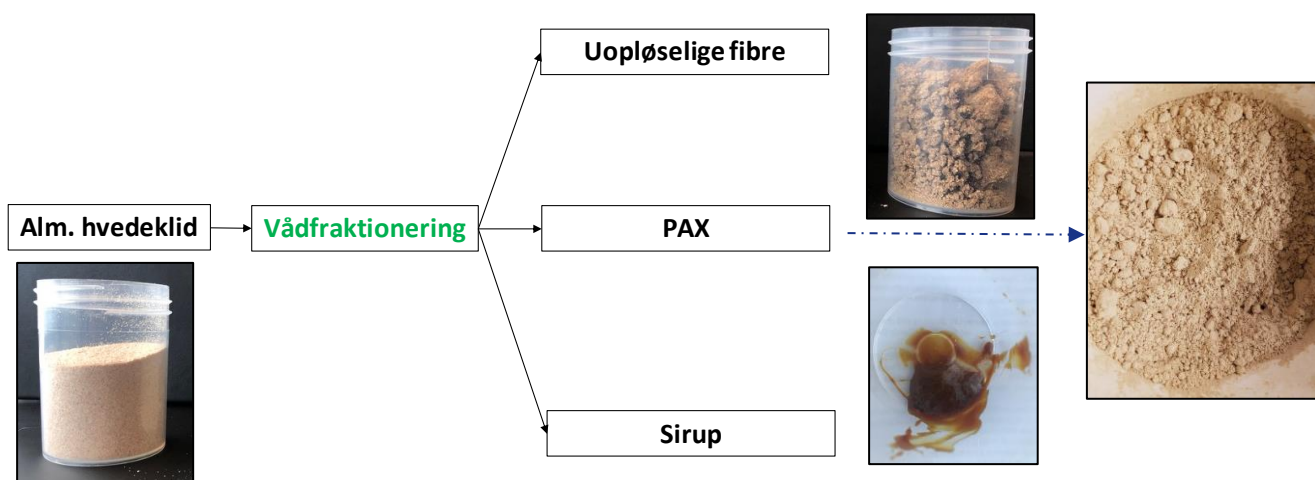 Uopløselige fibre
Alm. hvedeklid
Vådfraktionering
PAX
Sirup